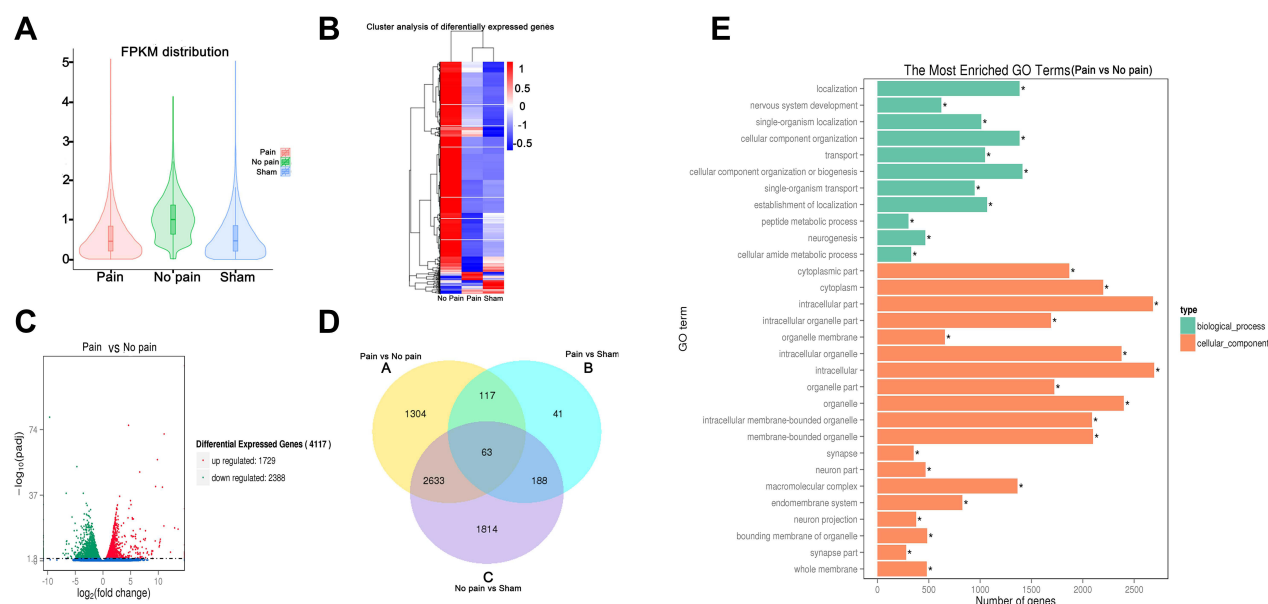 A
FPKM distribution
5
4
3
2
1
0
Pain
No pain
Sham
Pain
No pain
Sham
B
Cluster analysis of diferentially expressed genes
1
0.5
0
-1
-0.5
No Pain
Pain
Sham
C
Pain vs No pain
−log10(padj)
74
37
1.3
0
-10
-5
0
5
10
log2(fold change)
Differential Expressed Genes ( 4117 )
up regulated: 1729
down regulated: 2388
D
Pain vs No pain
A
Pain vs Sham
B
1304
117
41
63
2633
188
1814
C
No pain vs Sham
E
The Most Enriched GO Terms(Pain vs No pain)
GO term
localization
*
nervous system development
*
single-organism localization
*
cellular component organization
*
transport
*
cellular component organization or biogenesis
*
single-organism transport
*
establishment of localization
*
peptide metabolic process
*
neurogenesis
*
cellular amide metabolic process
*
cytoplasmic part
*
cytoplasm
*
intracellular part
*
intracellular organelle part
*
organelle membrane
*
intracellular organelle
*
intracellular
*
organelle part
*
organelle
*
intracellular membrane-bounded organelle
*
membrane-bounded organelle
*
synapse
*
neuron part
*
macromolecular complex
*
endomembrane system
*
neuron projection
*
bounding membrane of organelle
*
synapse part
*
whole membrane
*
0
500
1000
1500
2000
2500
Number of genes
type
biological_process
cellular_component